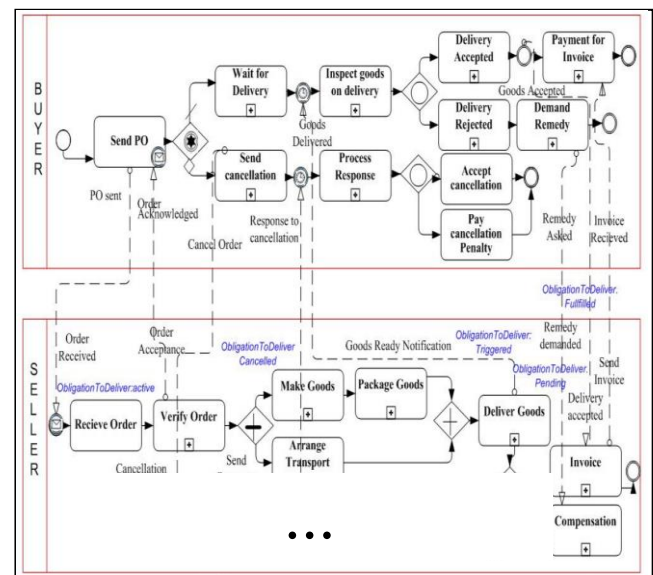 BUYER
Send PO
Wait for
Delivery
Inspect goods
on delivery
Delivery
Accepted
Payment for
Invoice
Goods Accepted
Delivery
Rejected
Demand
Remedy
Goods
Delivered
Send
cancellation
Process
Response
Accept
cancellation
Pay
cancellation
Penalty
PO sent
Order
Acknowledged
Cancel Order
Response to
cancellation
Remedy
Asked
Invoice
Recieved
ObligationToDeliver.
Fullfilled
SELLER
Order
Received
Order
Acceptance
ObligationToDeliver
Cancelled
Goods Ready Notification
ObligationToDeliver:
Triggered
Remedy
demanded
ObligationToDeliver.
Pending
Send
Invoice
Delivery
accepted
ObligationToDeliver:active
Recieve Order
Verify Order
Make Goods
Package Goods
Deliver Goods
Arrange
Transport
Cancellation
Send
Invoice
Compensation
...